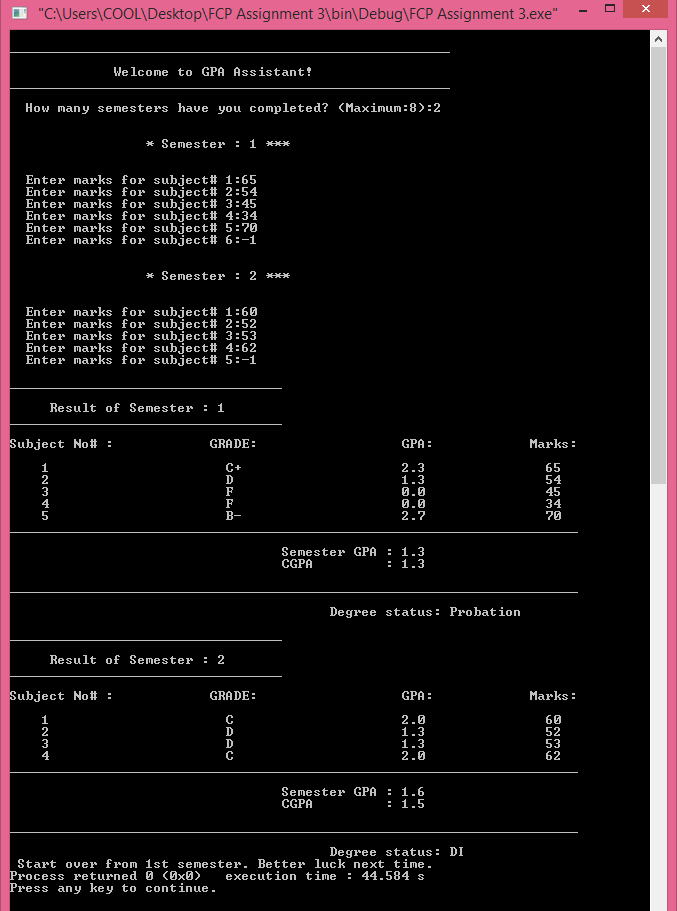 "C:\Users\COOL\Desktop\FCP Assignment 3\bin\Debug\FCP Assignment 3.exe"
Welcome to GPA Assistant!
How many semesters have you completed? (Maximum:8):2
* Semester : 1 ***
Enter marks for subject# 1:65
Enter marks for subject# 2:54
Enter marks for subject# 3:45
Enter marks for subject# 4:34
Enter marks for subject# 5:70
Enter marks for subject# 6:-1
* Semester : 2 ***
Enter marks for subject# 1:60
Enter marks for subject# 2:52
Enter marks for subject# 3:53
Enter marks for subject# 4:62
Enter marks for subject# 5:-1
Result of Semester : 1
Subject No# : GRADE: GPA: Marks:
1 C+ 2.3 65
2 D 1.3 54
3 F 0.0 45
4 F 0.0 34
5 B- 2.7 70
Semester GPA : 1.3
CGPA : 1.3
Degree status: Probation
Result of Semester : 2
Subject No# : GRADE: GPA: Marks:
1 C 2.0 60
2 D 1.3 52
3 D 1.3 53
4 C 2.0 62
Semester GPA : 1.6
CGPA : 1.5
Degree status: DI
Start over from 1st semester. Better luck next time.
Process returned 0 (0x0) execution time : 44.584 s
Press any key to continue.